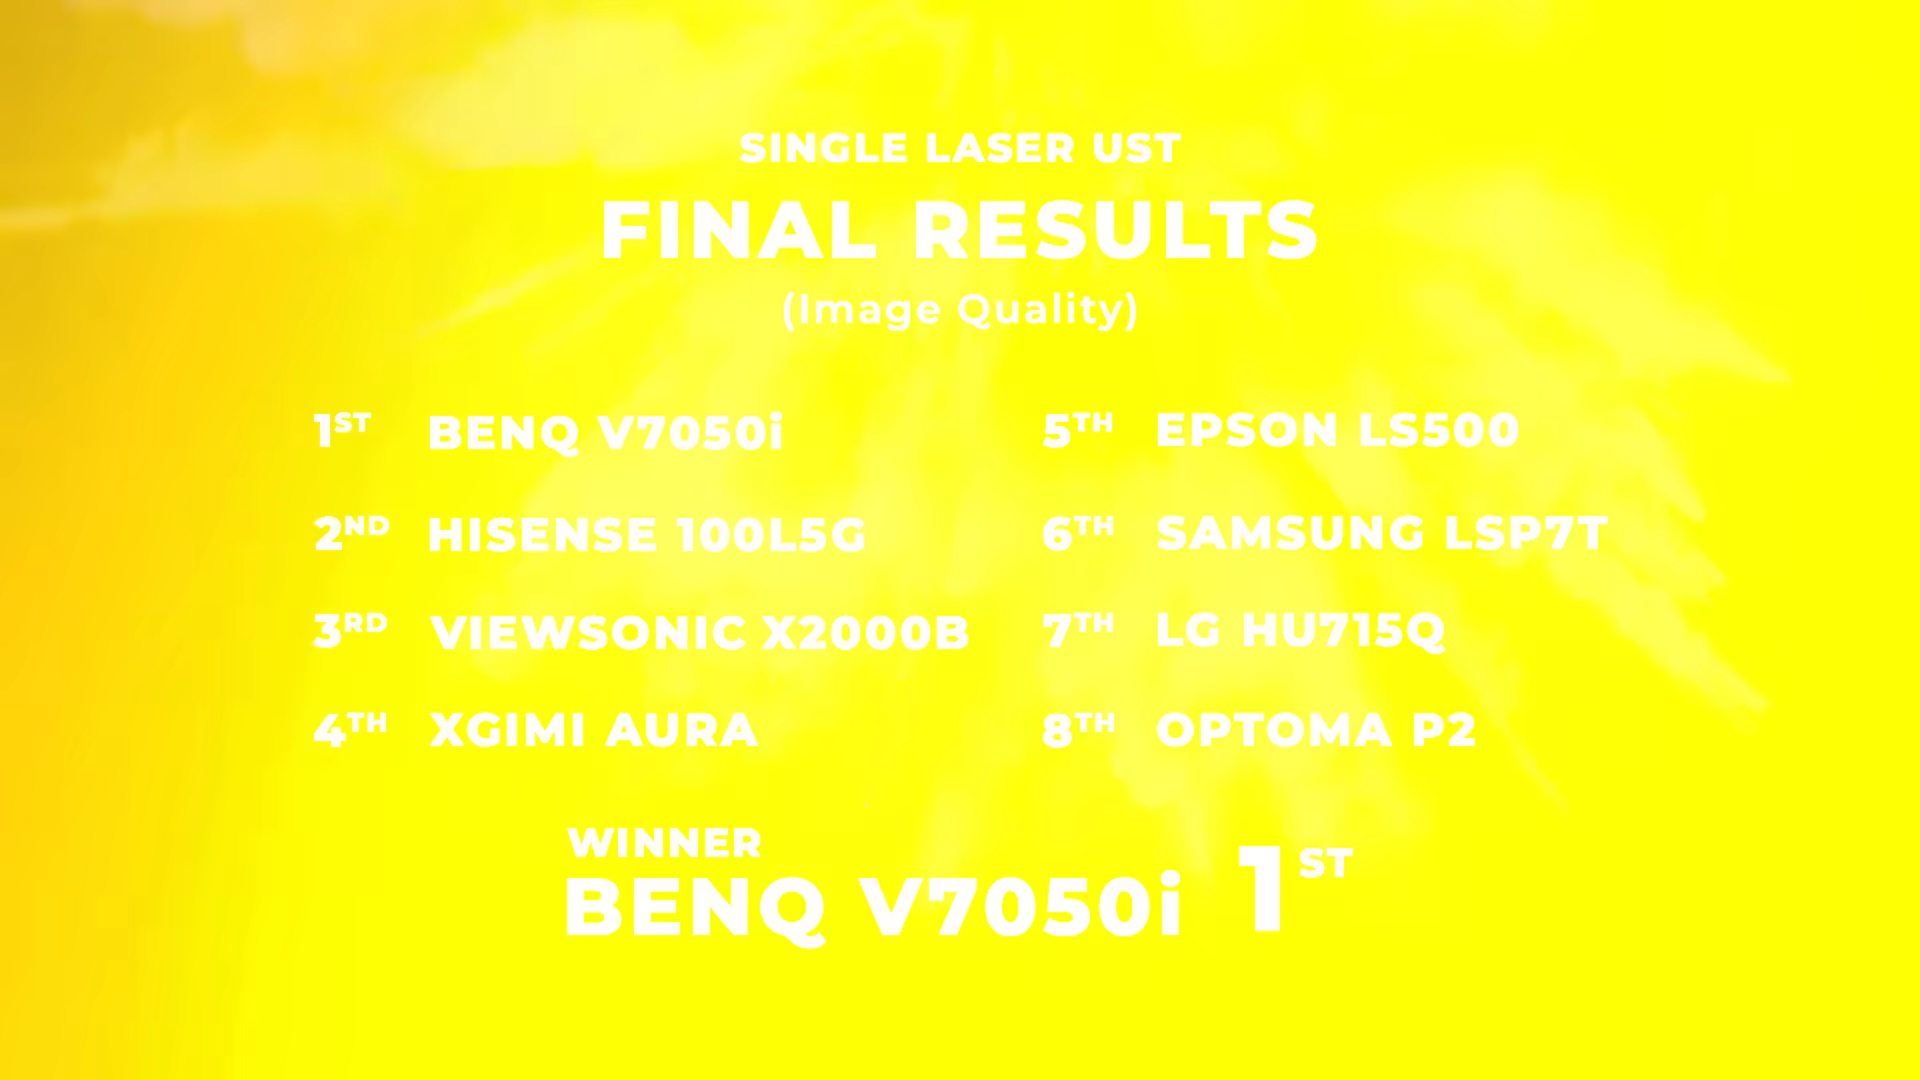 SINGLE LASER UST
FINAL RESULTS
(Image Quality)
1ST BENQ V7050i
2ND HISENSE 100L5G
3RD VIEWSONIC X2000B
4TH XGIMI AURA
5TH EPSON LS500
6TH SAMSUNG LSP7T
7TH LG HU715Q
8TH OPTOMA P2
WINNER
BENQ V7050i 1ST